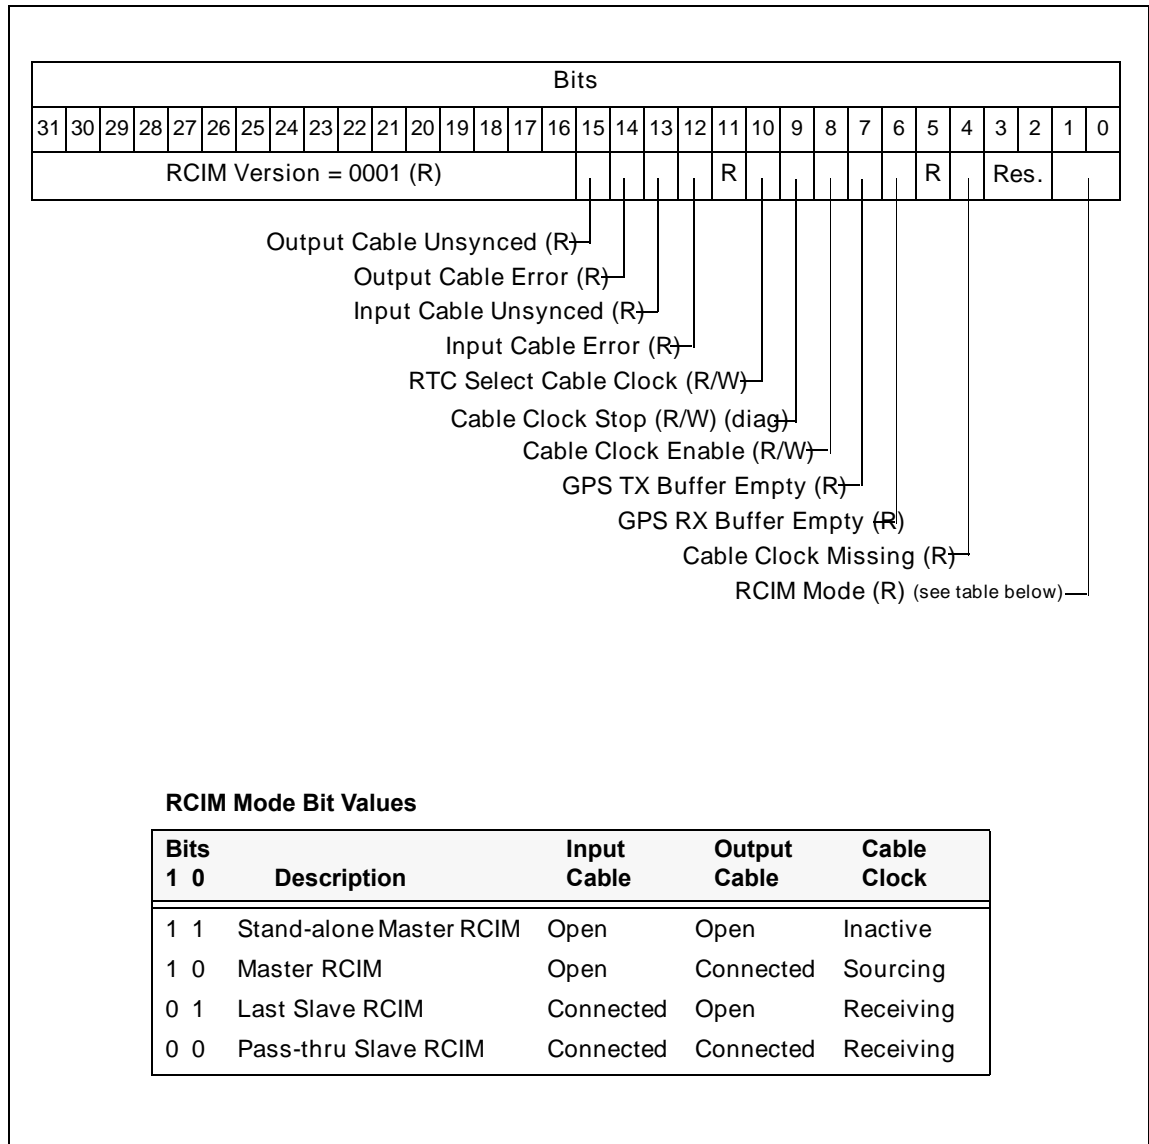 Bits
31 30 29 28 27 26 25 24 23 22 21 20 19 18 17 16 15 14 13 12 11 10 9 8 7 6 5 4 3 2 1 0
RCIM Version = 0001 (R) R R Res.
Output Cable Unsynced (R)
Output Cable Error (R)
Input Cable Unsynced (R)
Input Cable Error (R)
RTC Select Cable Clock (R/W)
Cable Clock Stop (R/W) (diag)
Cable Clock Enable (R/W)
GPS TX Buffer Empty (R)
GPS RX Buffer Empty (R)
Cable Clock Missing (R)
RCIM Mode (R) (see table below)
RCIM Mode Bit Values
Bits Input Output Cable
1 0 Description Cable Cable Clock
1 1 Stand-alone Master RCIM Open Open Inactive
1 0 Master RCIM Open Connected Sourcing
0 1 Last Slave RCIM Connected Open Receiving
0 0 Pass-thru Slave RCIM Connected Connected Receiving